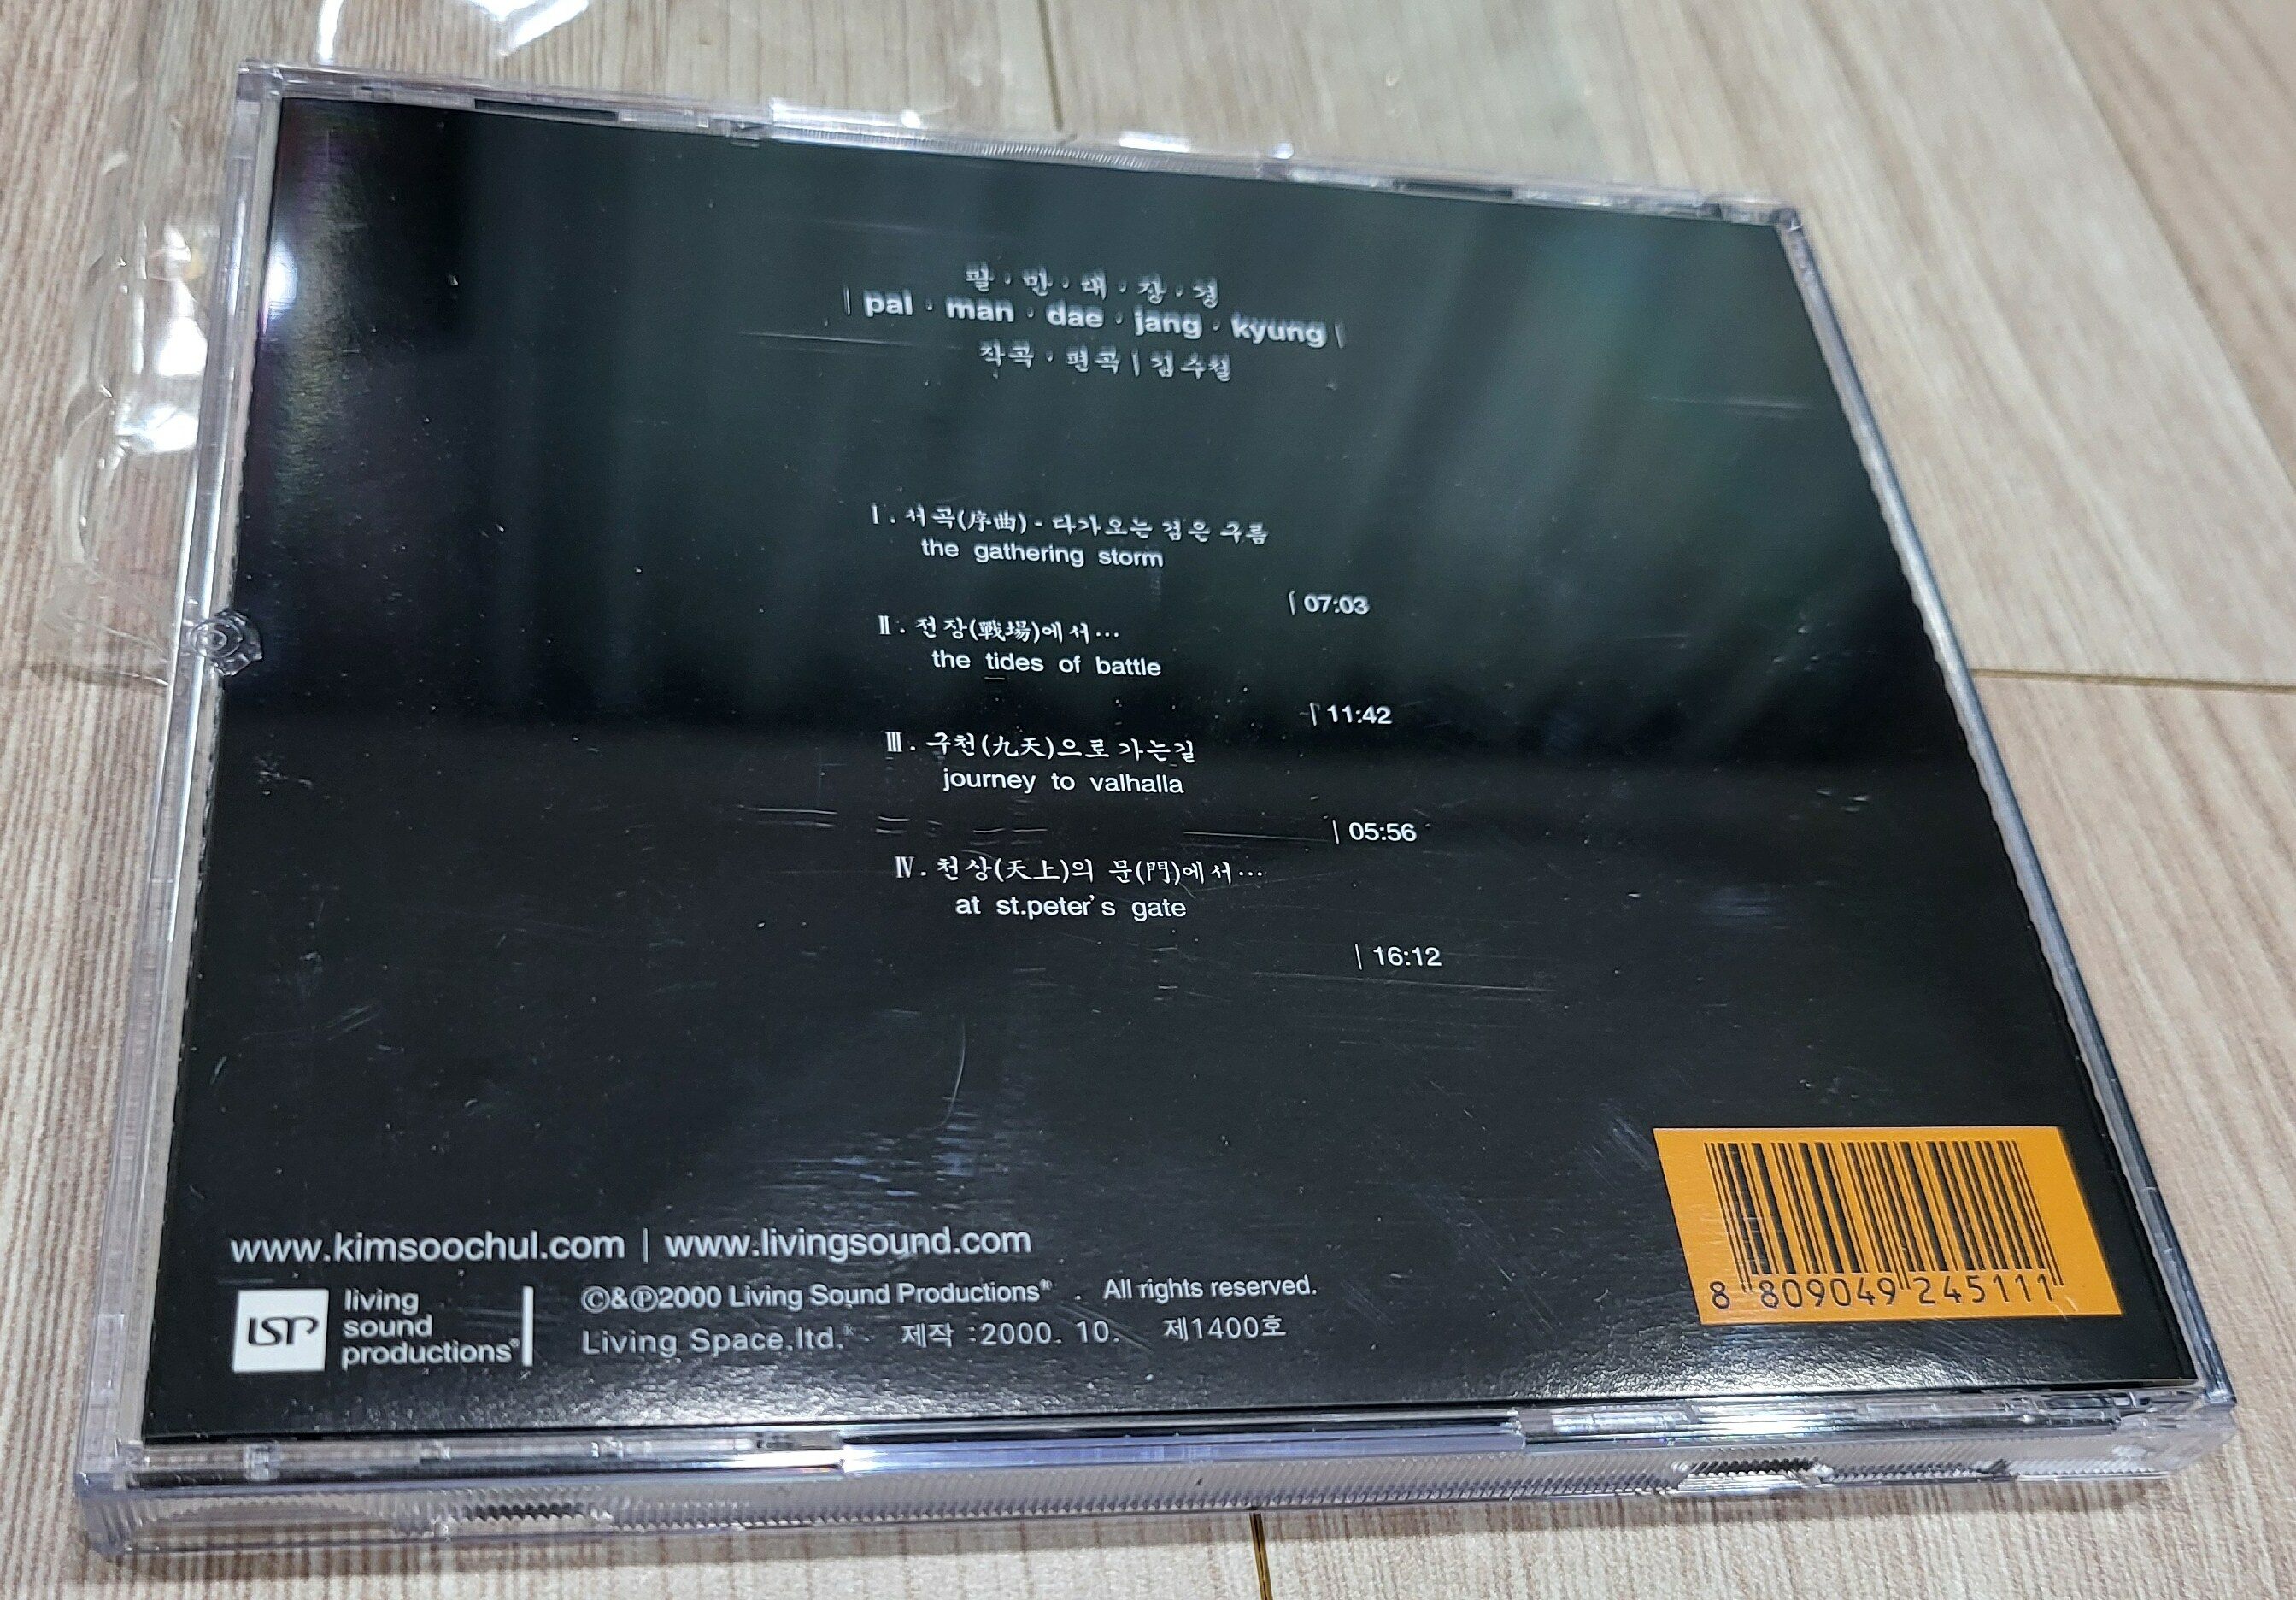 팔·만·대·장·경
| pal · man · dae · jang · kyung |
작곡 · 편곡 | 김수철
Ⅰ. 서곡(序曲) - 다가오는 검은 구름
the gathering storm
| 07:03
Ⅱ. 전장(戰場)에서…
the tides of battle
| 11:42
Ⅲ. 구천(九天)으로 가는길
journey to valhalla
| 05:56
Ⅳ. 천상(天上)의 문(門)에서…
at st.peter's gate
| 16:12
www.kimsoochul.com | www.livingsound.com
LSP
living
sound
productions®
©&℗2000 Living Sound Productions® . All rights reserved.
Living Space.ltd.® 제작 :2000. 10. 제1400호
8 809049 245111